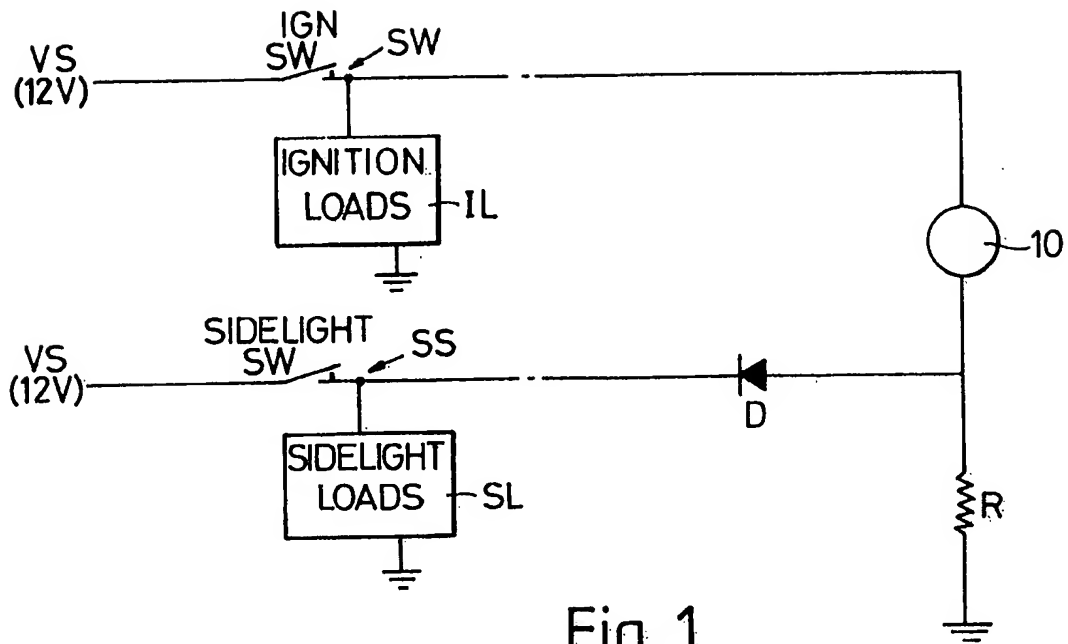 IGN
SW
SW
VS
(12V)
IGNITION
LOADS
IL
10
SIDELIGHT
SW
SS
VS
(12V)
D
SIDELIGHT
LOADS
SL
R
Fig. 1